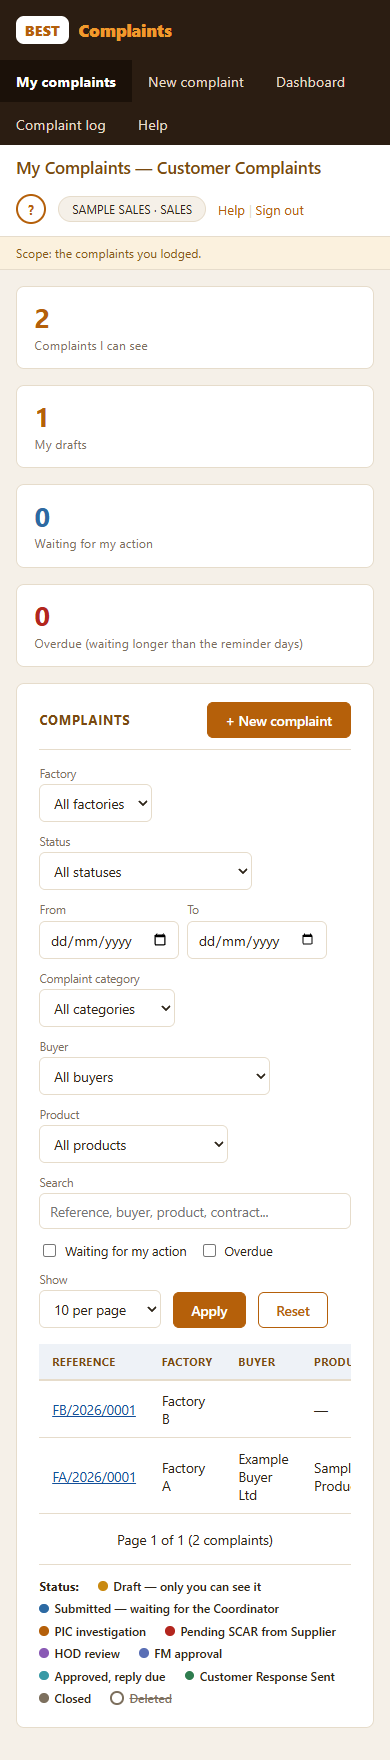 BEST Complaints
My complaints New complaint Dashboard
Complaint log Help
My Complaints — Customer Complaints
? SAMPLE SALES · SALES Help | Sign out
Scope: the complaints you lodged.
2
Complaints I can see
1
My drafts
0
Waiting for my action
0
Overdue (waiting longer than the reminder days)
COMPLAINTS + New complaint
Factory
All factories
Status
All statuses
From To
dd/mm/yyyy dd/mm/yyyy
Complaint category
All categories
Buyer
All buyers
Product
All products
Search
Reference, buyer, product, contract...
Waiting for my action Overdue
Show
10 per page Apply Reset
REFERENCE FACTORY BUYER PRODU
FB/2026/0001 Factory B —
FA/2026/0001 Factory A Example Buyer Ltd Sampl Produ
Page 1 of 1 (2 complaints)
Status: Draft — only you can see it
Submitted — waiting for the Coordinator
PIC investigation Pending SCAR from Supplier
HOD review FM approval
Approved, reply due Customer Response Sent
Closed Deleted